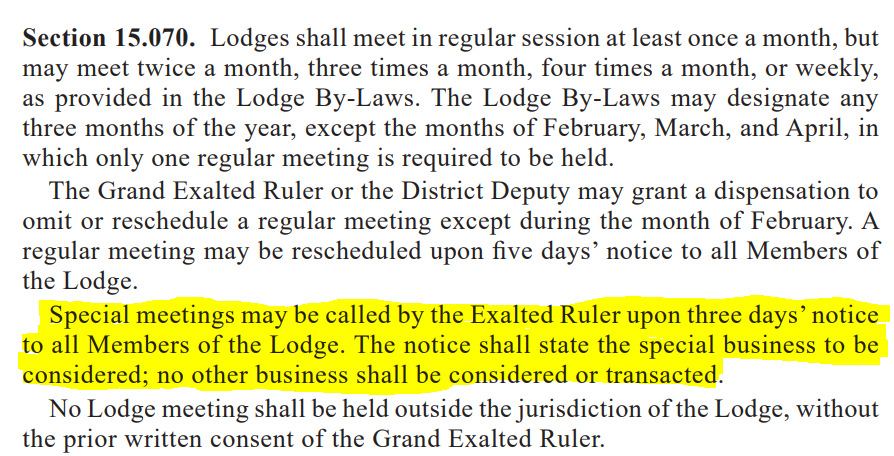 Section 15.070. Lodges shall meet in regular session at least once a month, but
may meet twice a month, three times a month, four times a month, or weekly,
as provided in the Lodge By-Laws. The Lodge By-Laws may designate any
three months of the year, except the months of February, March, and April, in
which only one regular meeting is required to be held.
The Grand Exalted Ruler or the District Deputy may grant a dispensation to
omit or reschedule a regular meeting except during the month of February. A
regular meeting may be rescheduled upon five days’ notice to all Members of
the Lodge.
Special meetings may be called by the Exalted Ruler upon three days’ notice
to all Members of the Lodge. The notice shall state the special business to be
considered; no other business shall be considered or transacted.
No Lodge meeting shall be held outside the jurisdiction of the Lodge, without
the prior written consent of the Grand Exalted Ruler.